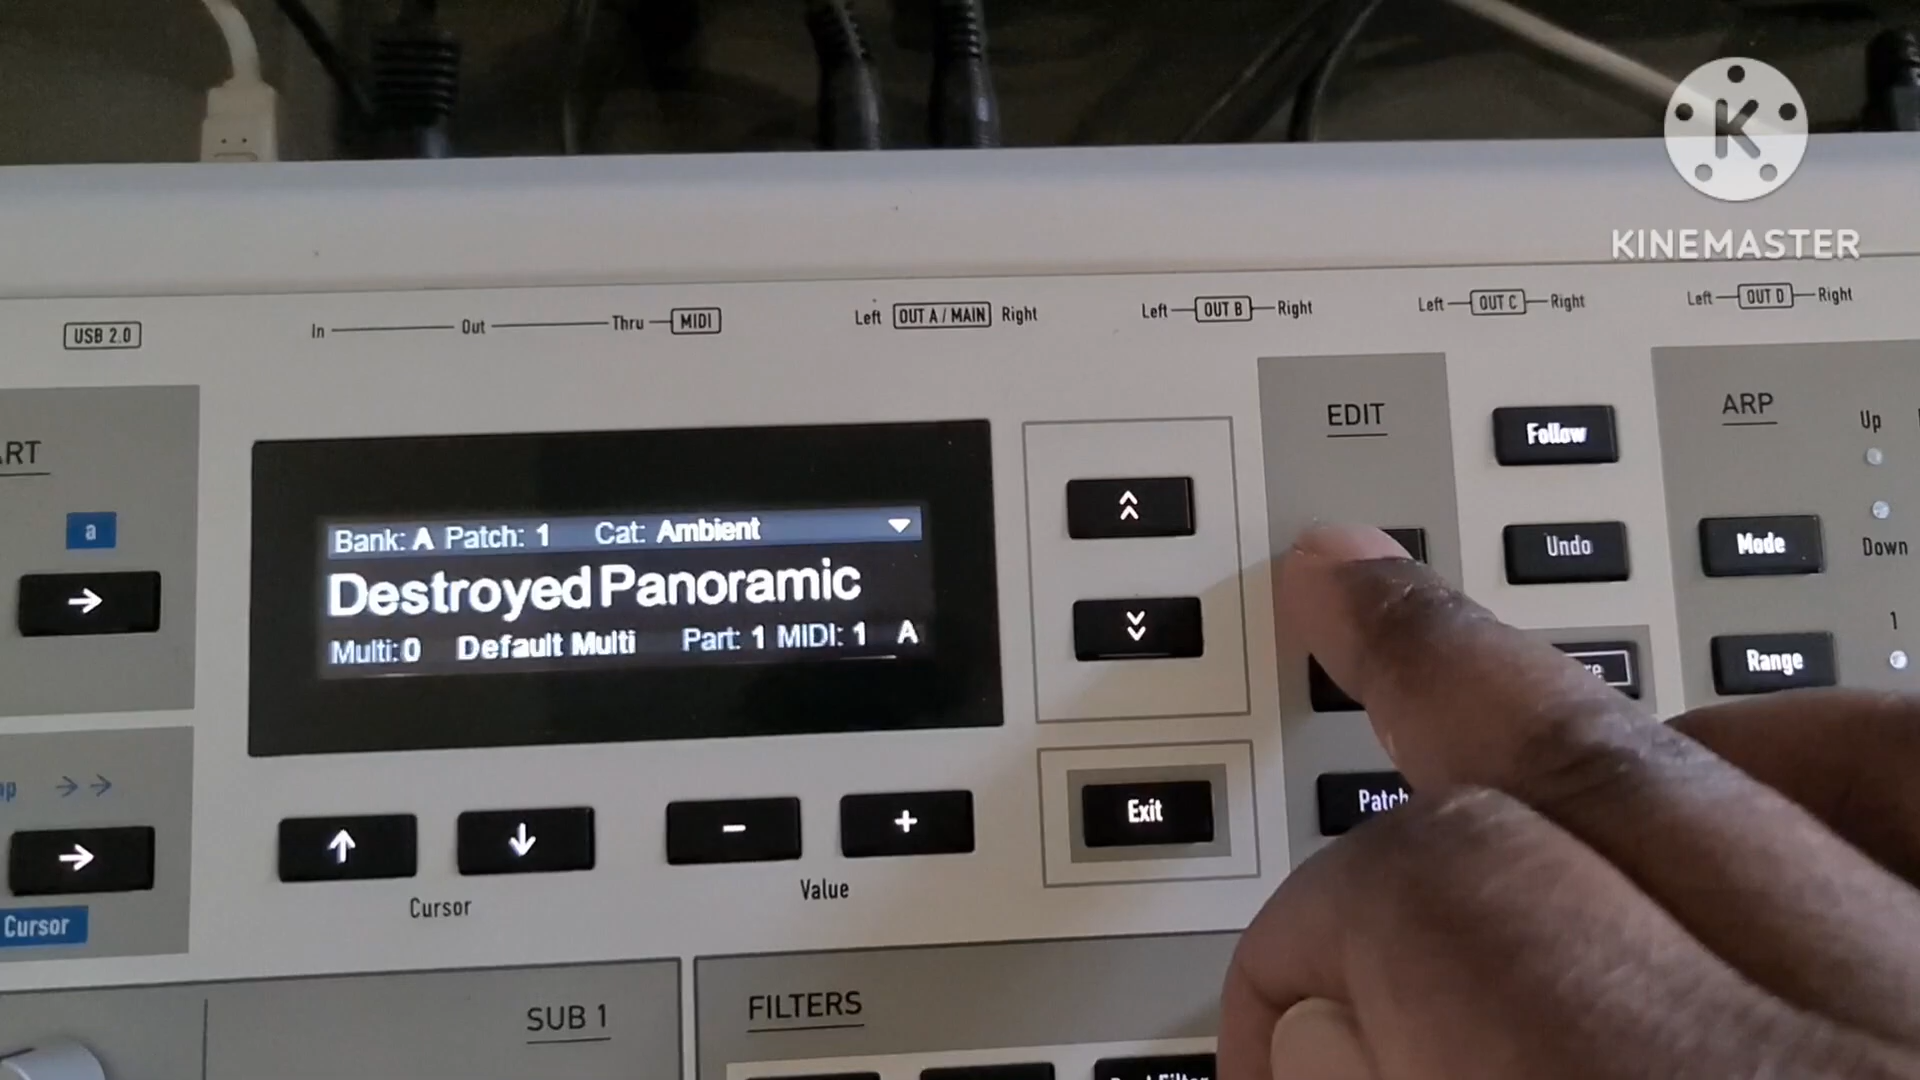 K
KINEMASTER
USB 2.0
In Out Thru MIDI
Left OUT A / MAIN Right
Left OUT B Right
Left OUT C Right
Left OUT D Right
EDIT
Follow
ARP
Up
a
Bank: A Patch: 1 Cat: Ambient
Destroyed Panoramic
Multi: 0 Default Multi Part: 1 MIDI: 1 A
Undo
Mode
Down
Range
1
Exit
Cursor
Value
Cursor
SUB 1
FILTERS